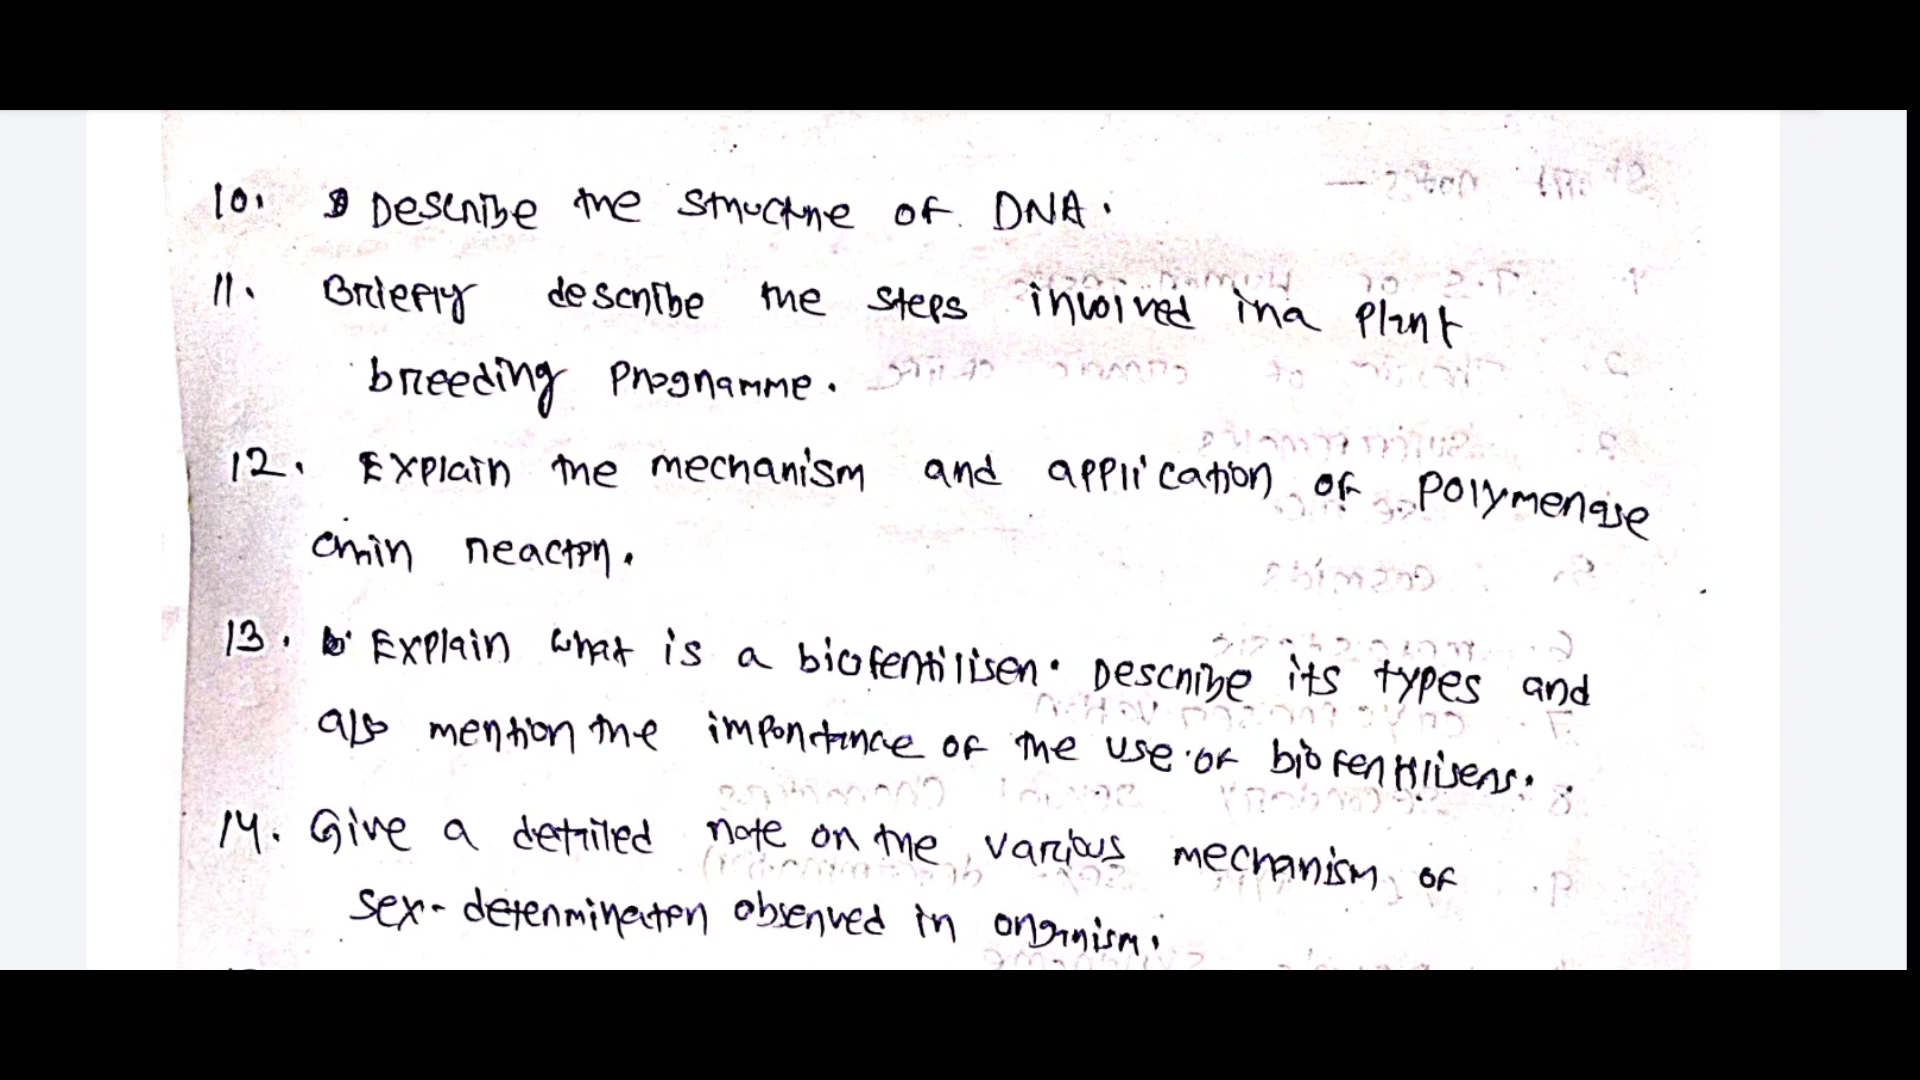 10. Describe the structure of DNA.
11. Briefly describe the steps involved in a plant
breeding programme.
12. Explain the mechanism and application of polymerase
chain reaction.
13. Explain what is a biofertiliser. Describe its types and
also mention the importance of the use of biofertilisers.
14. Give a detailed note on the various mechanism of
sex-determination observed in organism.